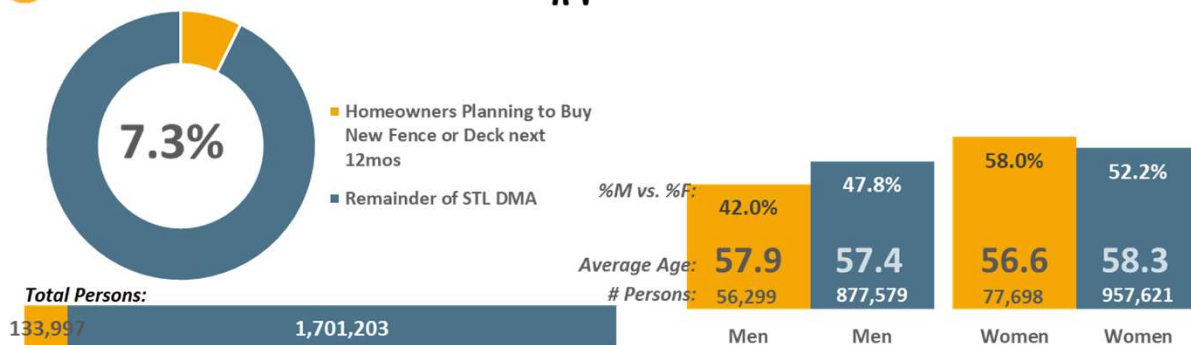 7.3%
Homeowners Planning to Buy
New Fence or Deck next
12mos
Remainder of STL DMA
Total Persons:
133,997 1,701,203
%M vs. %F: 42.0% 47.8% 58.0% 52.2%
Average Age: 57.9 57.4 56.6 58.3
# Persons: 56,299 877,579 77,698 957,621
Men Men Women Women